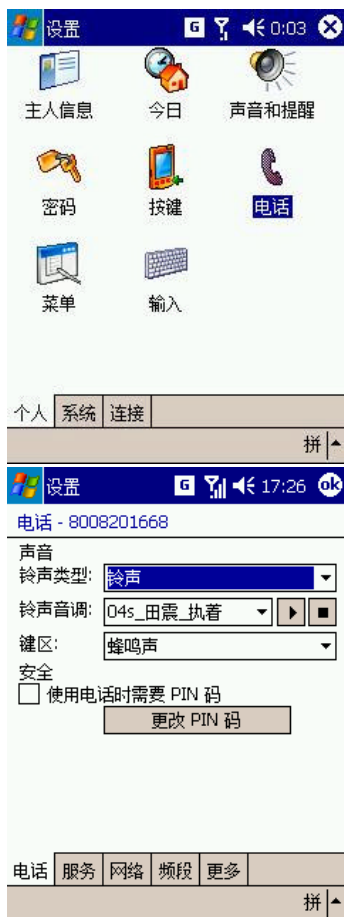 设置 G 0:03
主人信息 今日 声音和提醒
密码 按键 电话
菜单 输入
个人 系统 连接
拼
设置 G 17:26 ok
电话 - 8008201668
声音
铃声类型: 铃声
铃声音调: 04s_田震_执着
键区: 蜂鸣声
安全
使用电话时需要 PIN 码
更改 PIN 码
电话 服务 网络 频段 更多
拼